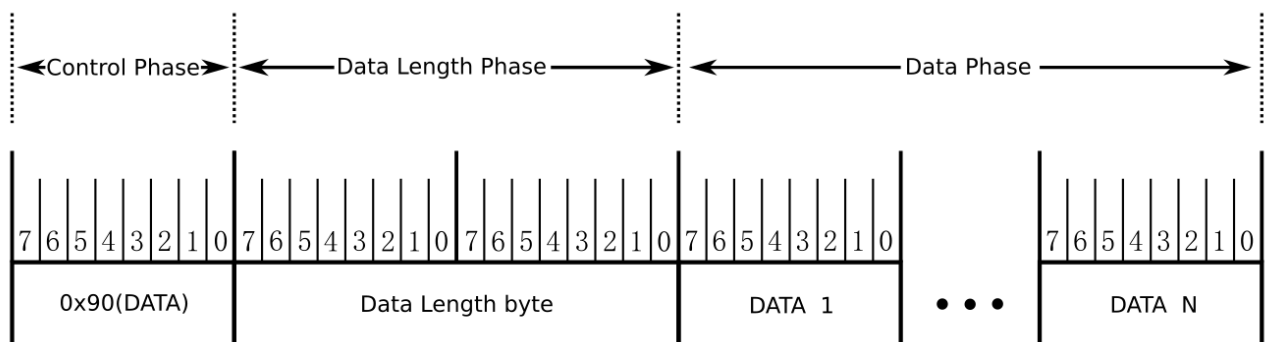 Control Phase Data Length Phase Data Phase
7 6 5 4 3 2 1 0 7 6 5 4 3 2 1 0 7 6 5 4 3 2 1 0 7 6 5 4 3 2 1 0 7 6 5 4 3 2 1 0
0x90(DATA) Data Length byte DATA 1 • • • DATA N